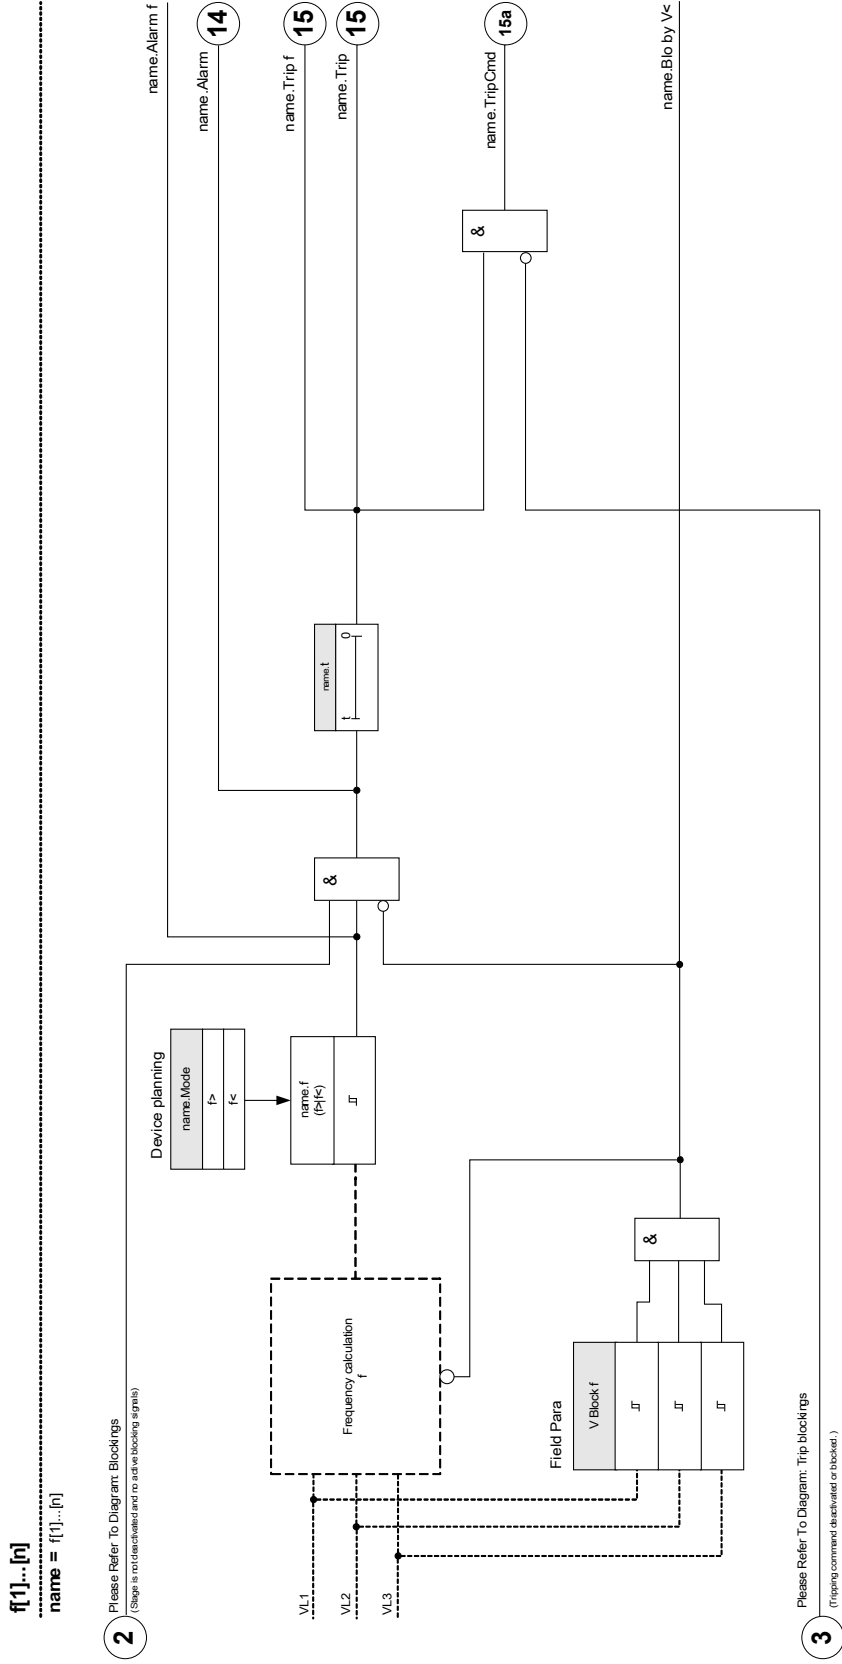 f[1]...[n]
name = f[1]...[n]
2
Please Refer To Diagram: Blockings
(Stage is not deactivated and no active blocking signals)
VL1
VL2
VL3
Frequency calculation
f
Field Para
V Block f
&
Device planning
name.Mode
f>
f<
name.f
(f>|f<)
&
name.t
t
0
&
name.Alarm f
name.Alarm
14
name.Trip f
15
name.Trip
15
name.TripCmd
15a
name.Blo by V<
3
Please Refer To Diagram: Trip blockings
(Tripping command deactivated or blocked.)